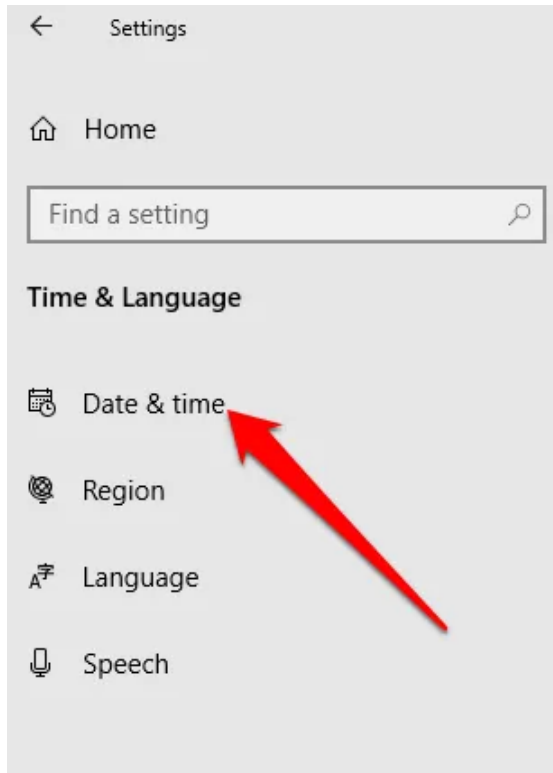 Settings
Home
Find a setting
Time & Language
Date & time
Region
Language
Speech